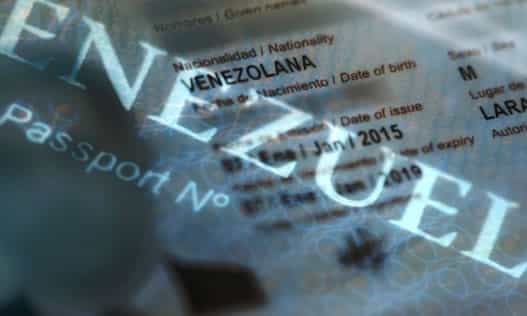 Nombres / Given names
ENEZUEL
Nacionalidad / Nationality
VENEZOLANA
Fecha de Nacimiento / Date of birth
Sexo / Sex
M
Lugar de
LARA
/ Date of issue
Ene / Jan / 2015
/ Date of expiry
Ene / Jan / 2019
Passport Nº